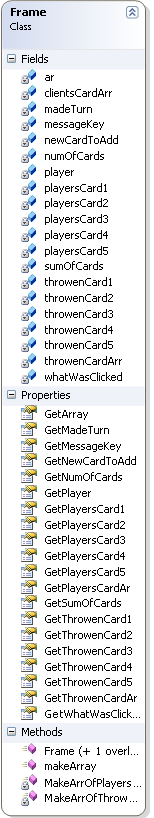 Frame
Class
Fields
ar
clientsCardArr
madeTurn
messageKey
newCardToAdd
numOfCards
player
playersCard1
playersCard2
playersCard3
playersCard4
playersCard5
sumOfCards
throwenCard1
throwenCard2
throwenCard3
throwenCard4
throwenCard5
throwenCardArr
whatWasClicked
Properties
GetArray
GetMadeTurn
GetMessageKey
GetNewCardToAdd
GetNumOfCards
GetPlayer
GetPlayersCard1
GetPlayersCard2
GetPlayersCard3
GetPlayersCard4
GetPlayersCard5
GetPlayersCardAr
GetSumOfCards
GetThrowenCard1
GetThrowenCard2
GetThrowenCard3
GetThrowenCard4
GetThrowenCard5
GetThrowenCardAr
GetWhatWasClick...
Methods
Frame (+ 1 overl...
makeArray
MakeArrOfPlayers...
MakeArrOfThrow...